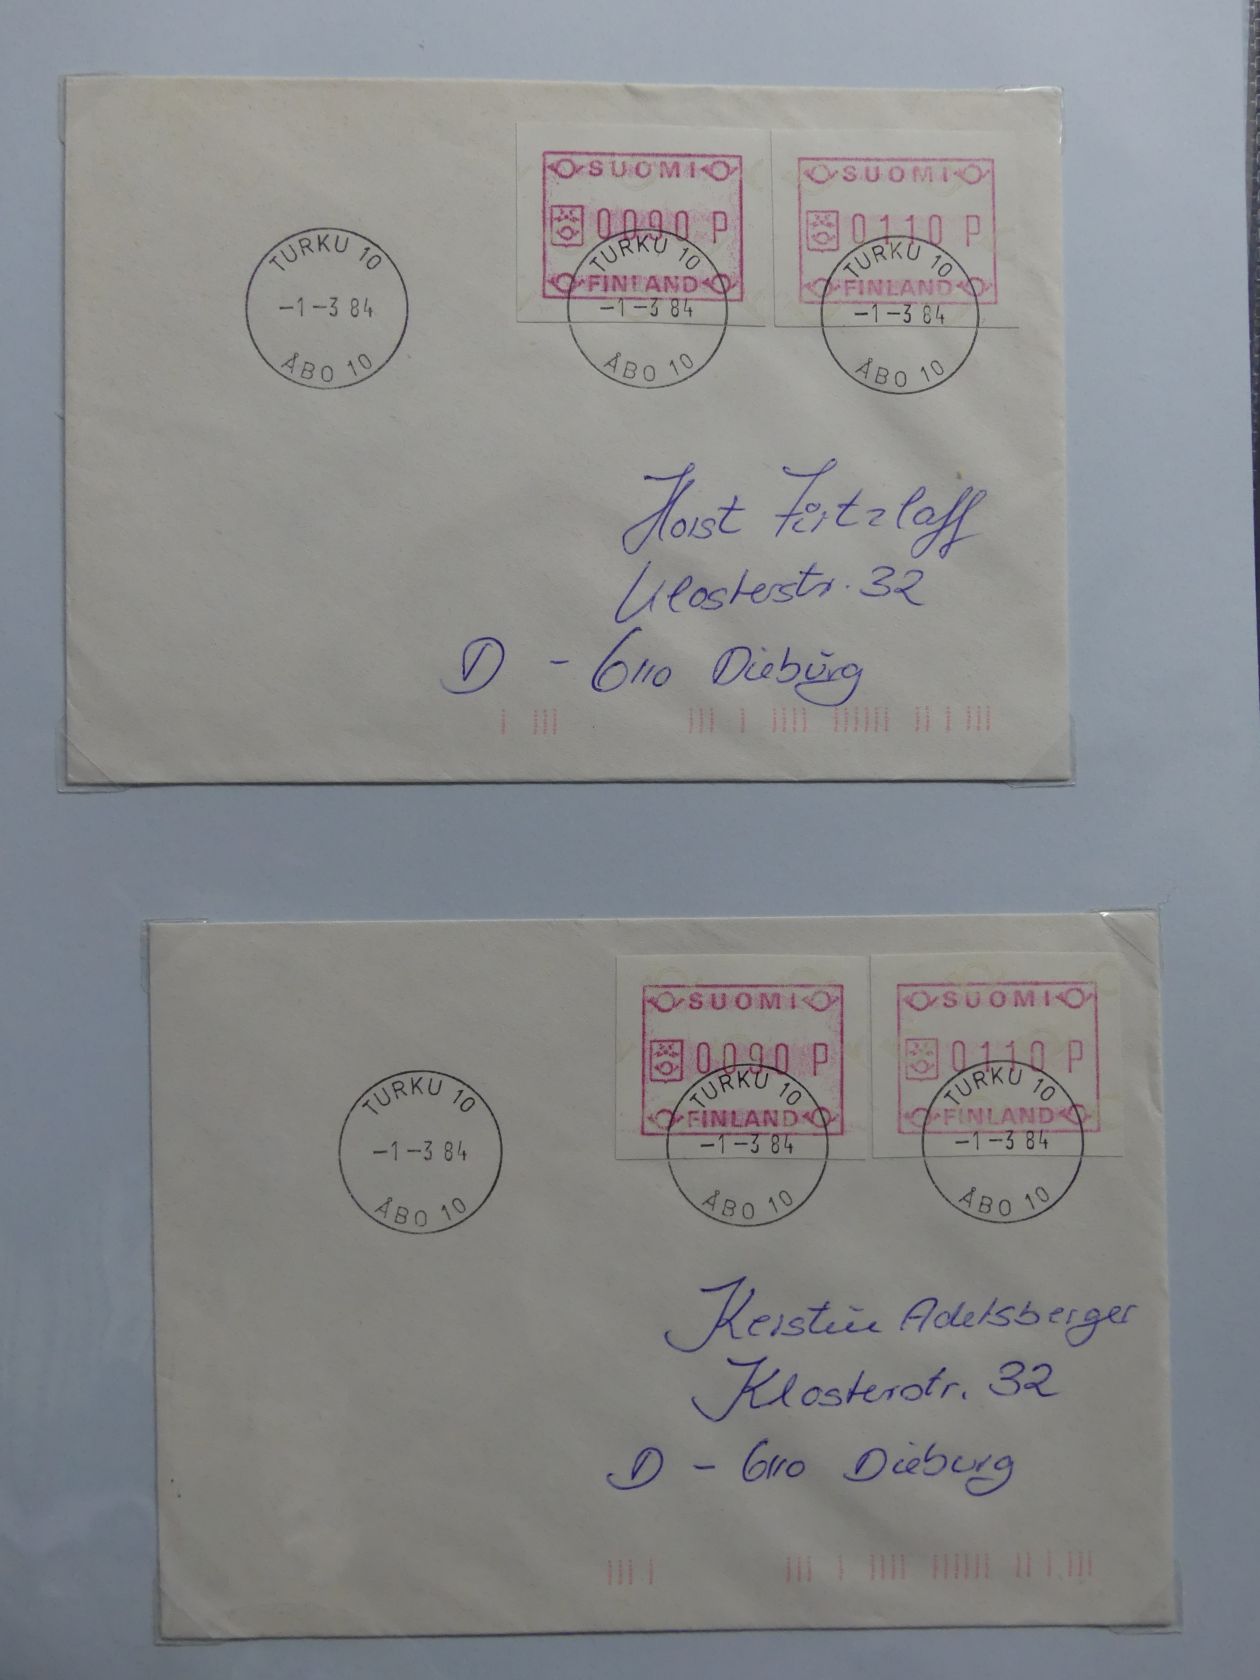 SUOMI
0090 P
FINLAND
SUOMI
0110 P
FINLAND
TURKU 10
-1-3 84
ÅBO 10
TURKU 10
-1-3 84
ÅBO 10
TURKU 10
-1-3 84
ÅBO 10
Horst
Klosterstr. 32
D - 6110 Dieburg
SUOMI
0090 P
FINLAND
SUOMI
0110 P
FINLAND
TURKU 10
-1-3 84
ÅBO 10
TURKU 10
-1-3 84
ÅBO 10
TURKU 10
-1-3 84
ÅBO 10
Kerstin Adelsberger
Klosterstr. 32
D - 6110 Dieburg